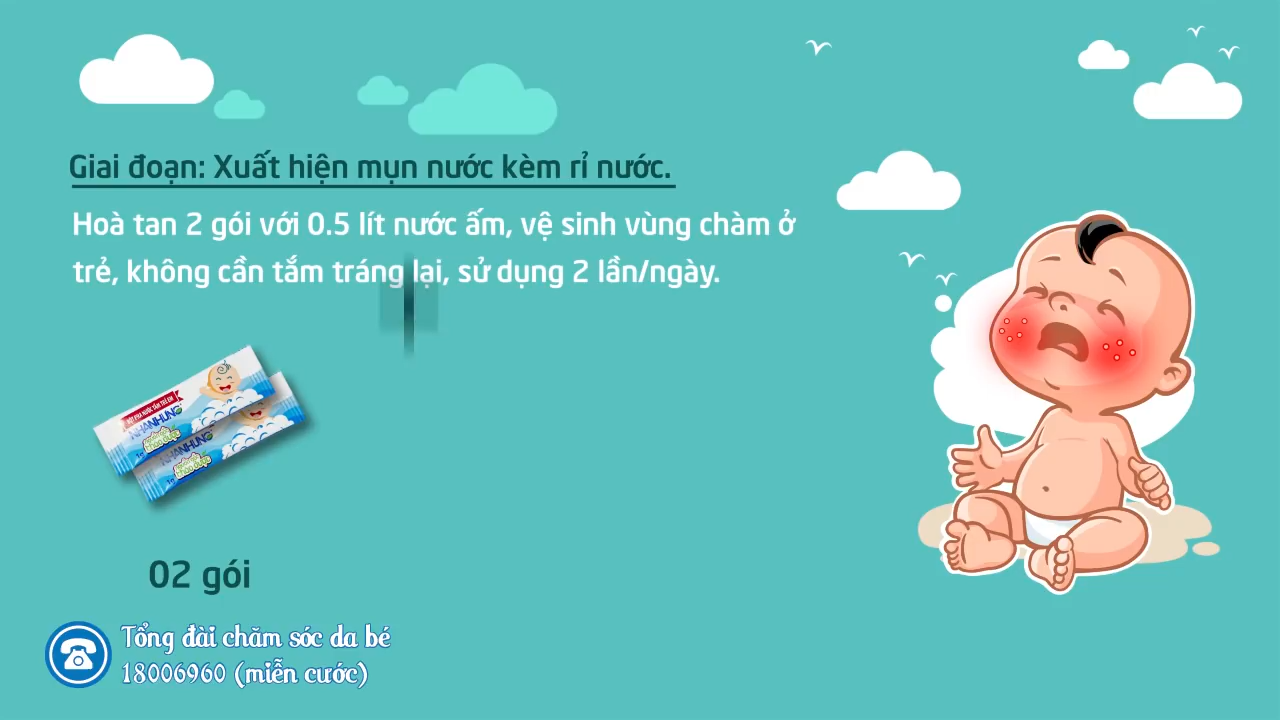 Giai đoạn: Xuất hiện mụn nước kèm rỉ nước.
Hoà tan 2 gói với 0.5 lít nước ấm, vệ sinh vùng chàm ở
trẻ, không cần tắm tráng lại, sử dụng 2 lần/ngày.
NHANHUNG
NHANHUNG
02 gói
Tổng đài chăm sóc da bé
18006960 (miễn cước)